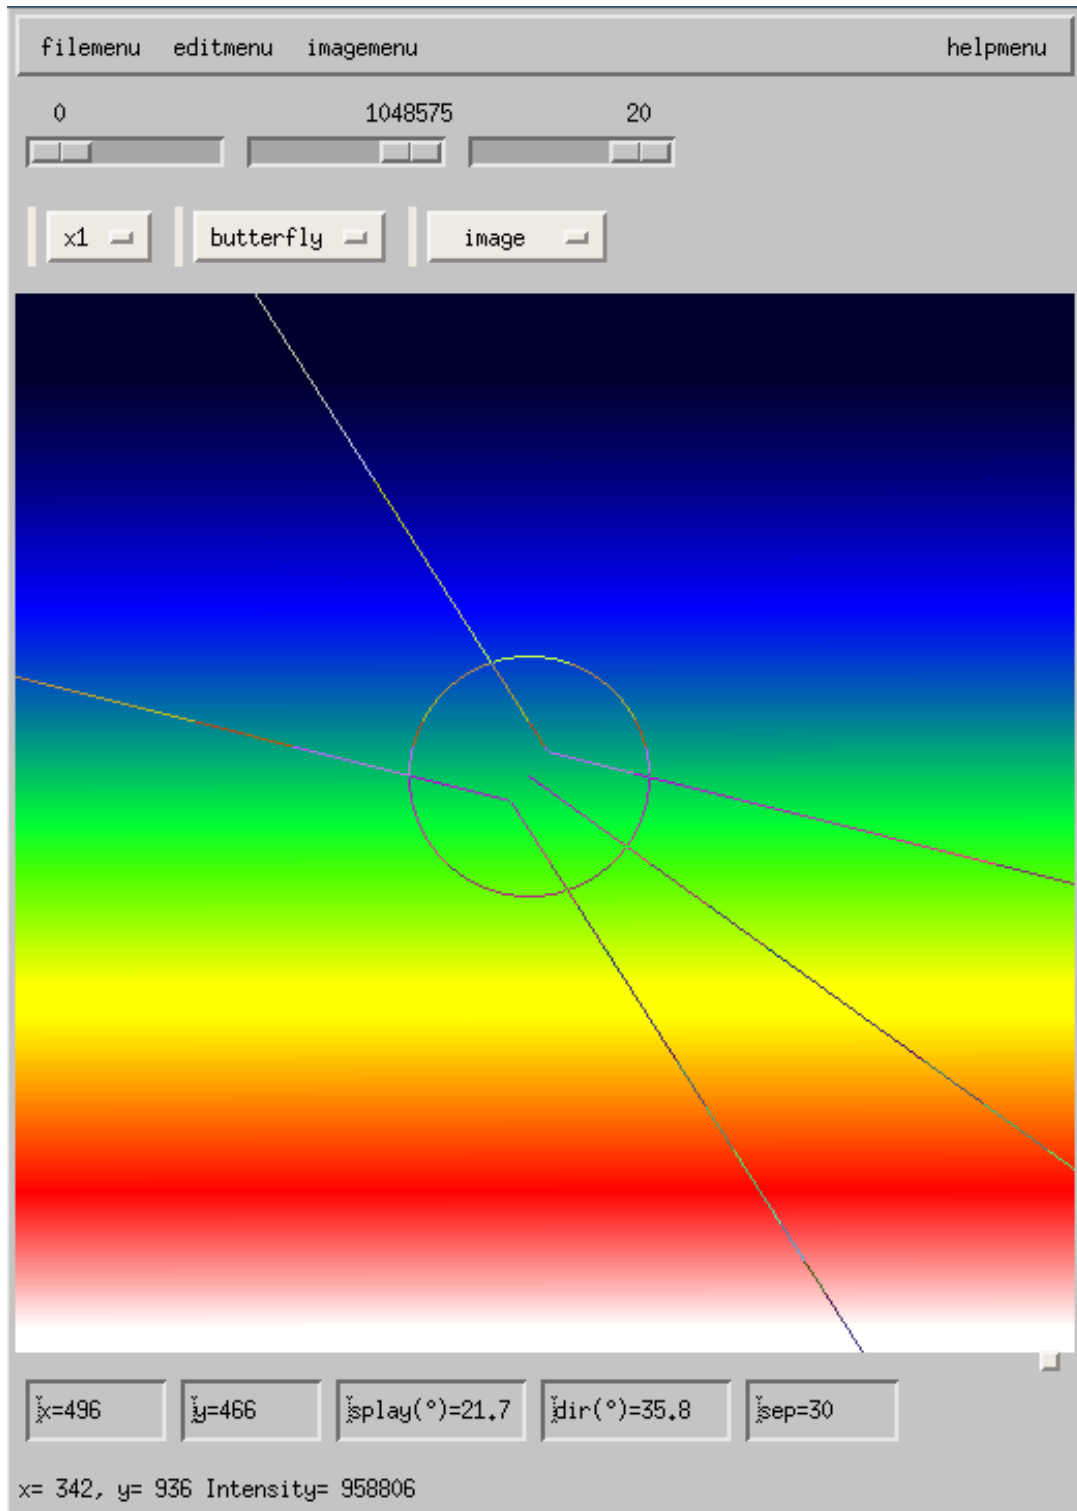 filemenu editmenu imagemenu helpmenu
0 1048575 20
x1 butterfly image
x=496 y=466 splay(°)=21.7 dir(°)=35.8 sep=30
x= 342, y= 936 Intensity= 958806